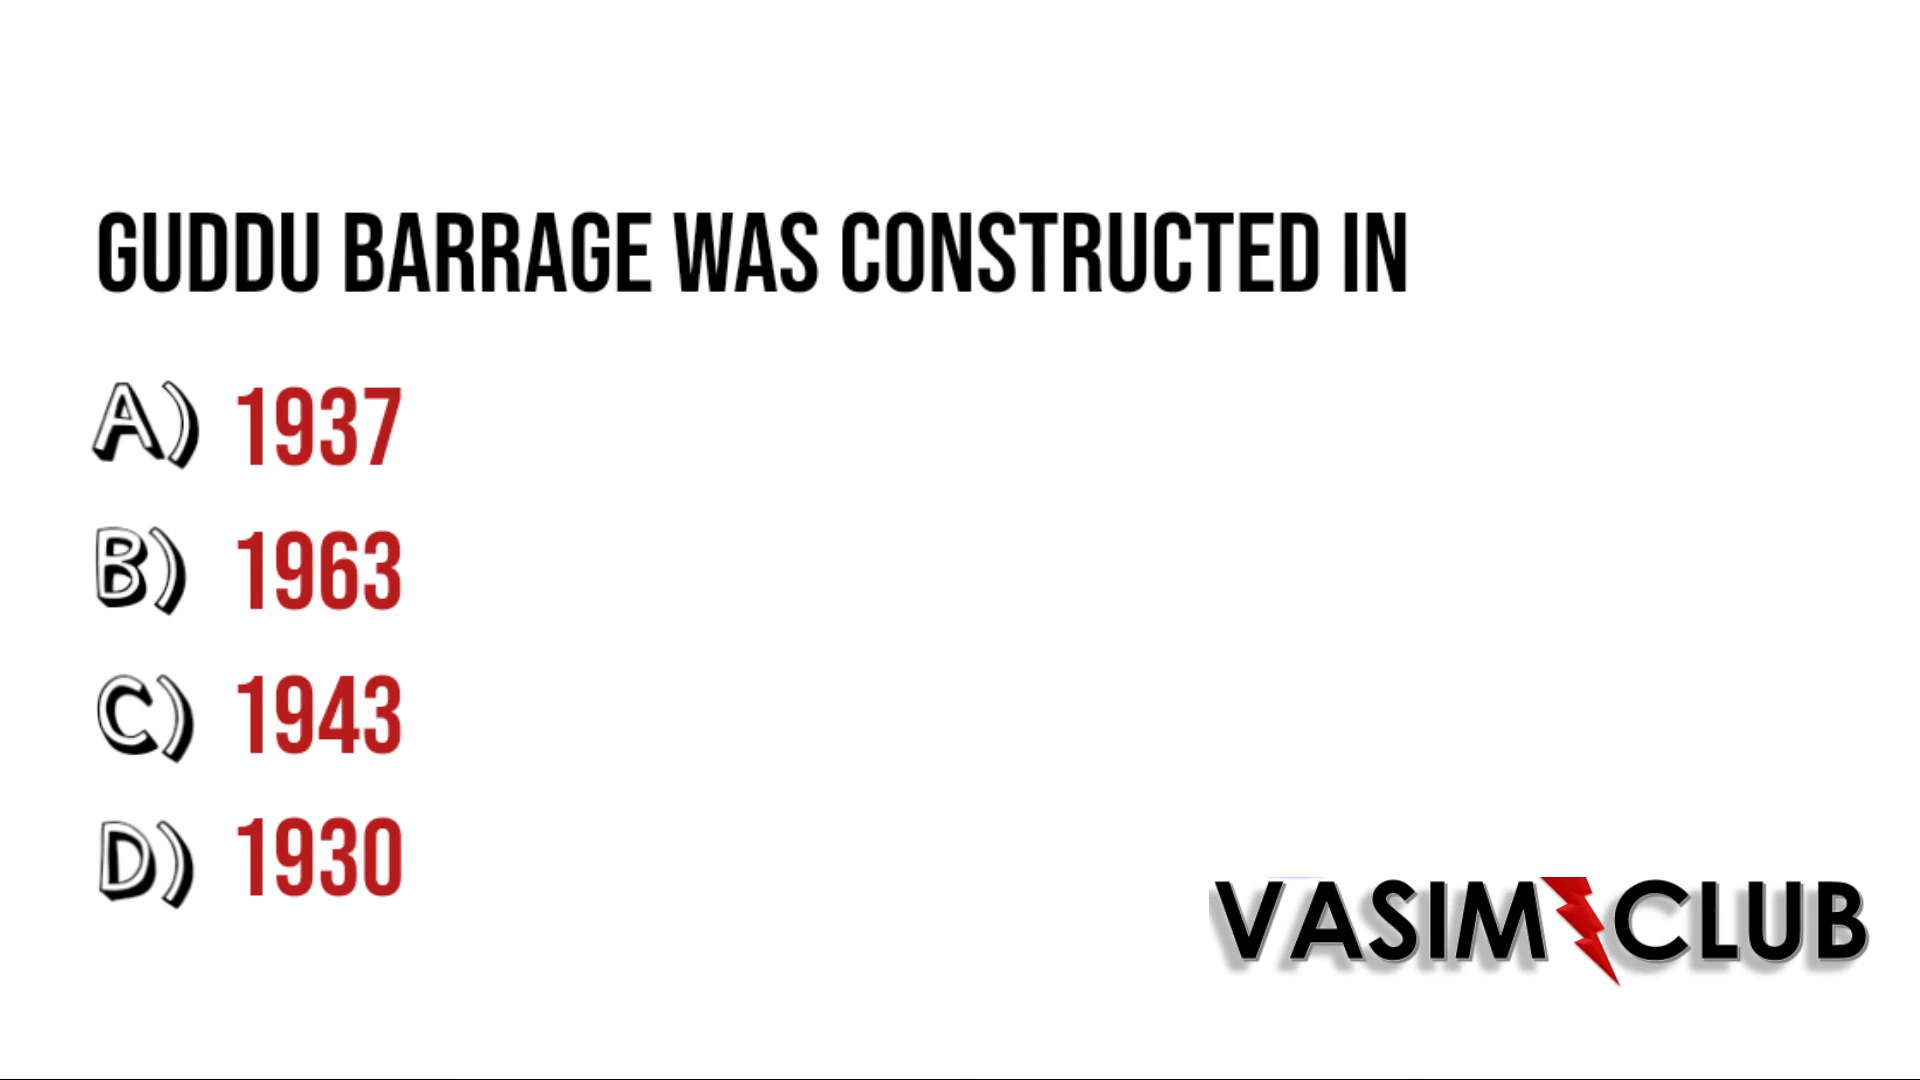 GUDDU BARRAGE WAS CONSTRUCTED IN
A) 1937
B) 1963
C) 1943
D) 1930
VASIM CLUB